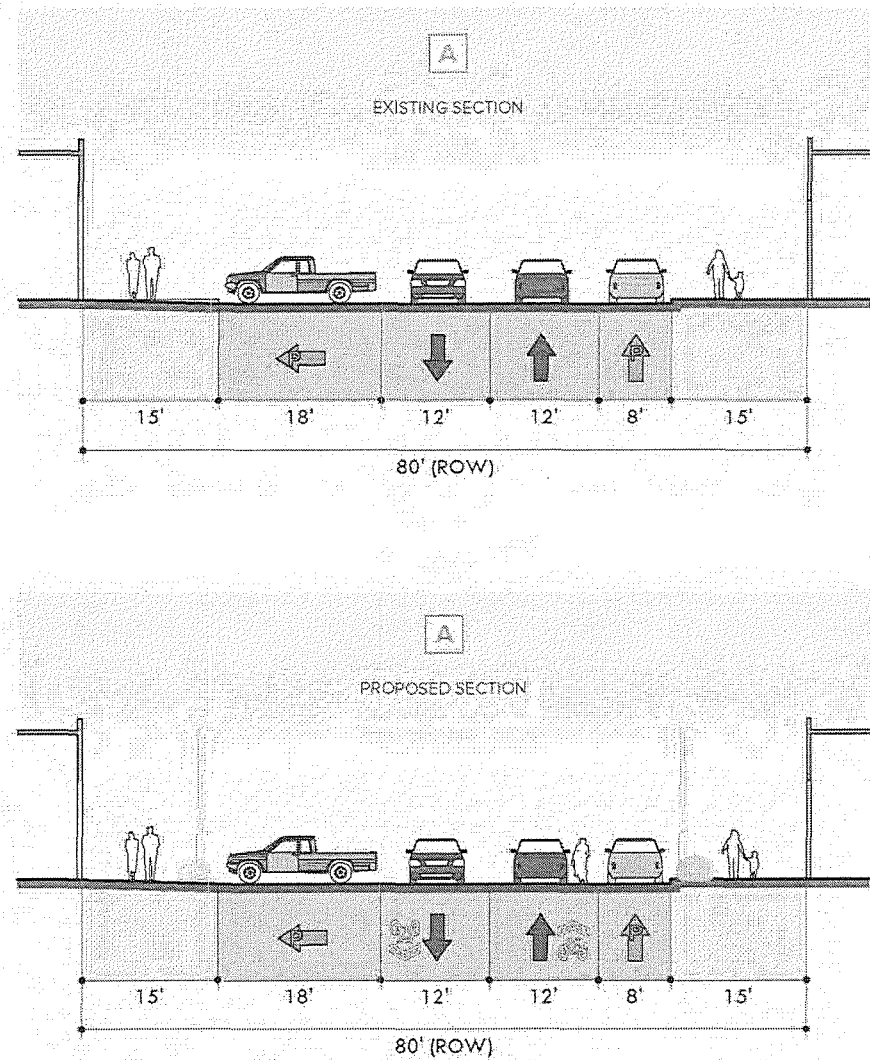 A
EXISTING SECTION
P P
15' 18' 12' 12' 8' 15'
80' (ROW)
A
PROPOSED SECTION
P P
15' 18' 12' 12' 8' 15'
80' (ROW)